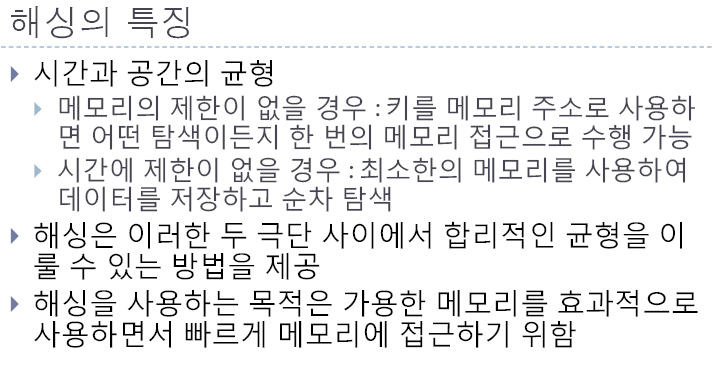 해싱의 특징
시간과 공간의 균형
메모리의 제한이 없을 경우 : 키를 메모리 주소로 사용하
면 어떤 탐색이든지 한 번의 메모리 접근으로 수행 가능
시간에 제한이 없을 경우 : 최소한의 메모리를 사용하여
데이터를 저장하고 순차 탐색
해싱은 이러한 두 극단 사이에서 합리적인 균형을 이
룰 수 있는 방법을 제공
해싱을 사용하는 목적은 가용한 메모리를 효과적으로
사용하면서 빠르게 메모리에 접근하기 위함